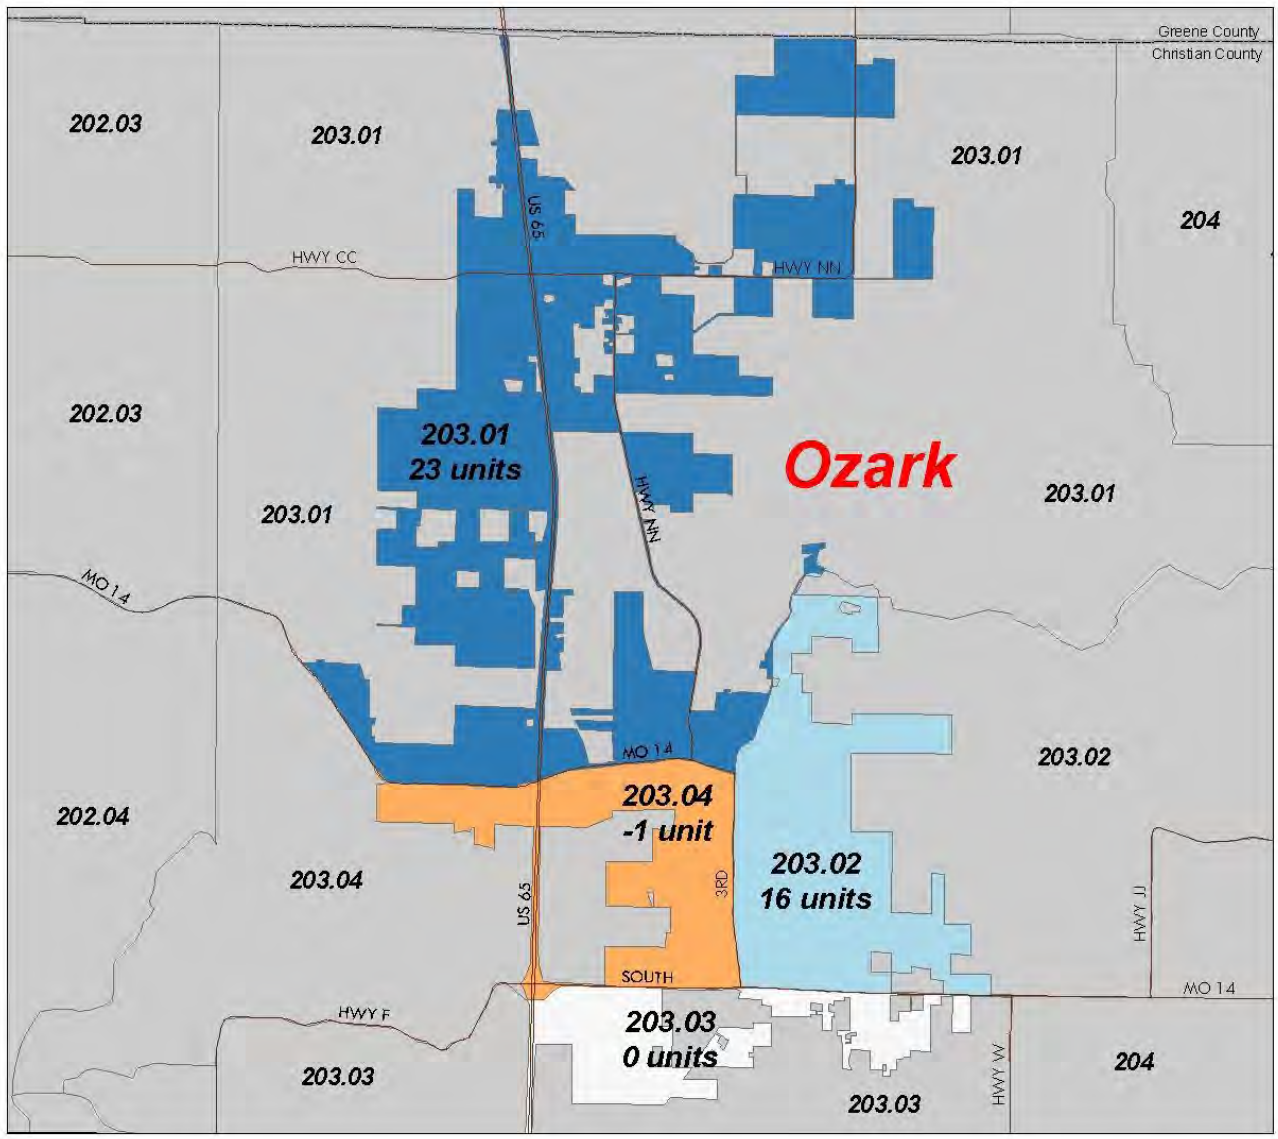 Greene County
Christian County
202.03
203.01
203.01
204
US 65
HWY CC
HWY NN
202.03
203.01
23 units
Ozark
203.01
203.01
HWY NN
MO 14
MO 14
203.02
202.04
203.04
-1 unit
203.04
203.02
16 units
3RD
US 65
HWY JJ
SOUTH
MO 14
HWY F
203.03
0 units
203.03
HWY W
204
203.03